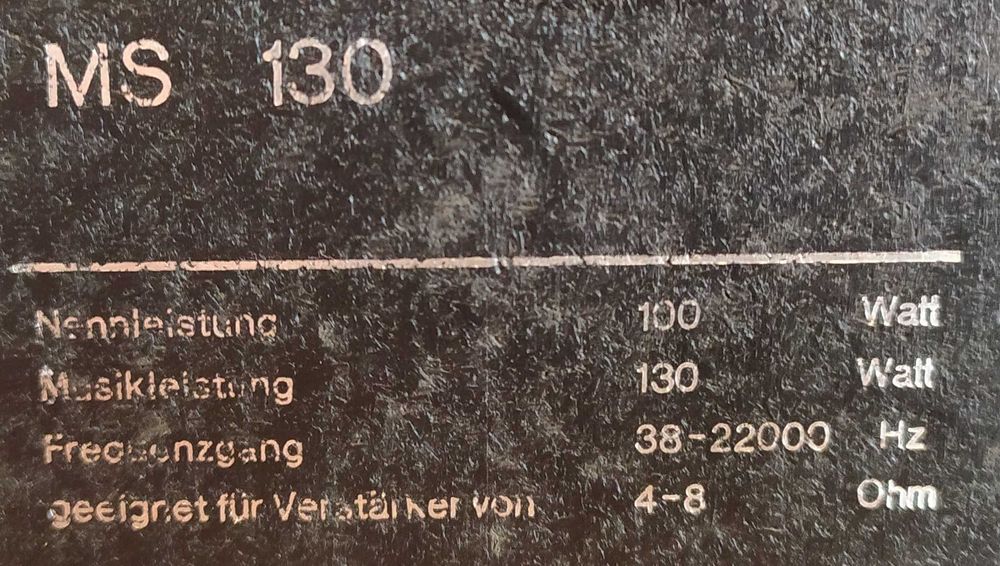 MS 130
Nennleistung 100 Watt
Musikleistung 130 Watt
Frequenzgang 38-22000 Hz
geeignet für Verstärker von 4-8 Ohm